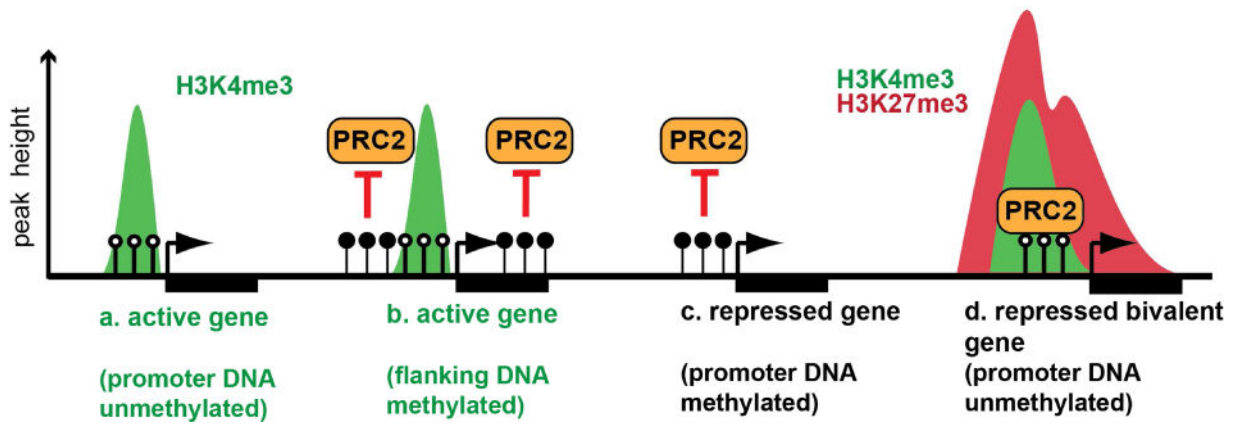 peak height
H3K4me3
PRC2
PRC2
PRC2
H3K4me3
H3K27me3
PRC2
a. active gene
(promoter DNA
unmethylated)
b. active gene
(flanking DNA
methylated)
c. repressed gene
(promoter DNA
methylated)
d. repressed bivalent
gene
(promoter DNA
unmethylated)